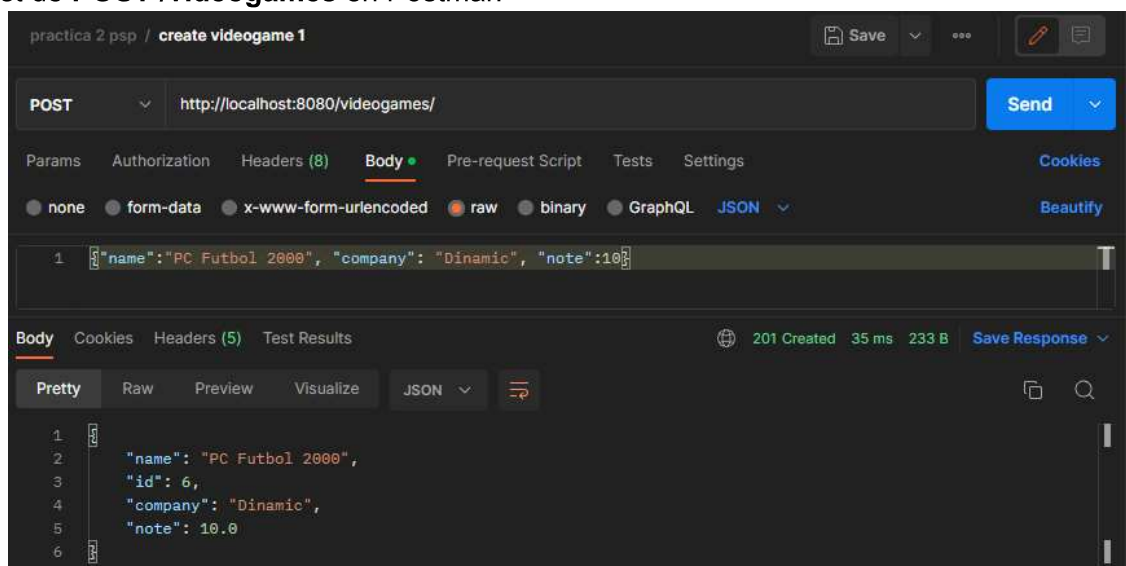 POST /videogames en Postman
practica 2 psp / create videogame 1 Save
POST http://localhost:8080/videogames/ Send
Params Authorization Headers (8) Body Pre-request Script Tests Settings Cookies
none form-data x-www-form-urlencoded raw binary GraphQL JSON Beautify
1 {"name":"PC Futbol 2000", "company": "Dinamic", "note":10}
Body Cookies Headers (5) Test Results 201 Created 35 ms 233 B Save Response
Pretty Raw Preview Visualize JSON
1 {
2 "name": "PC Futbol 2000",
3 "id": 6,
4 "company": "Dinamic",
5 "note": 10.0
6 }